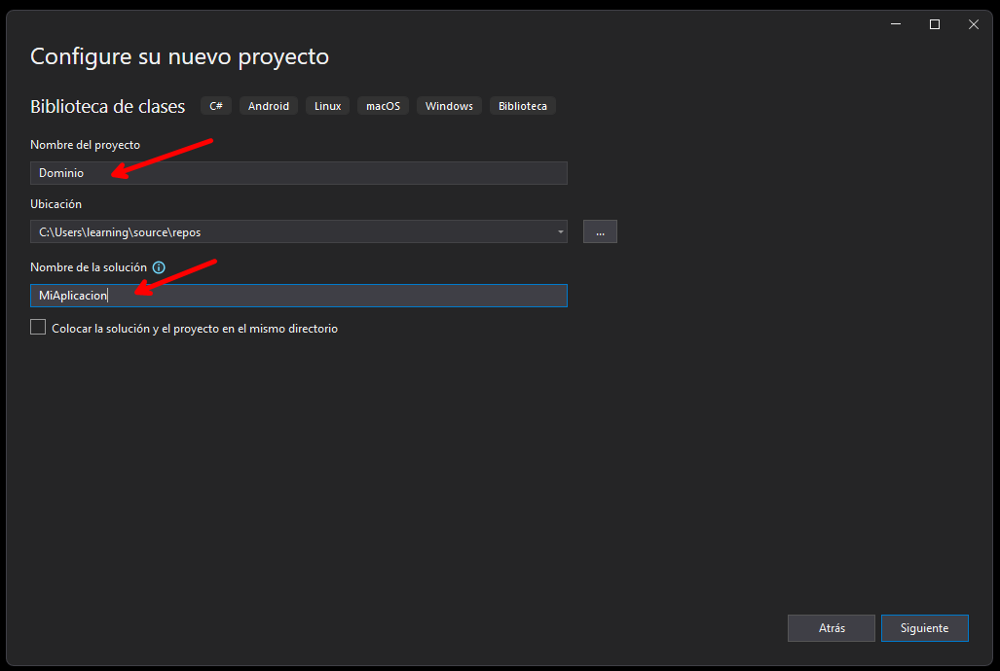 Configure su nuevo proyecto
Biblioteca de clases C# Android Linux macOS Windows Biblioteca
Nombre del proyecto
Dominio
Ubicación
C:\Users\learning\source\repos ...
Nombre de la solución
MiAplicacion
Colocar la solución y el proyecto en el mismo directorio
Atrás Siguiente